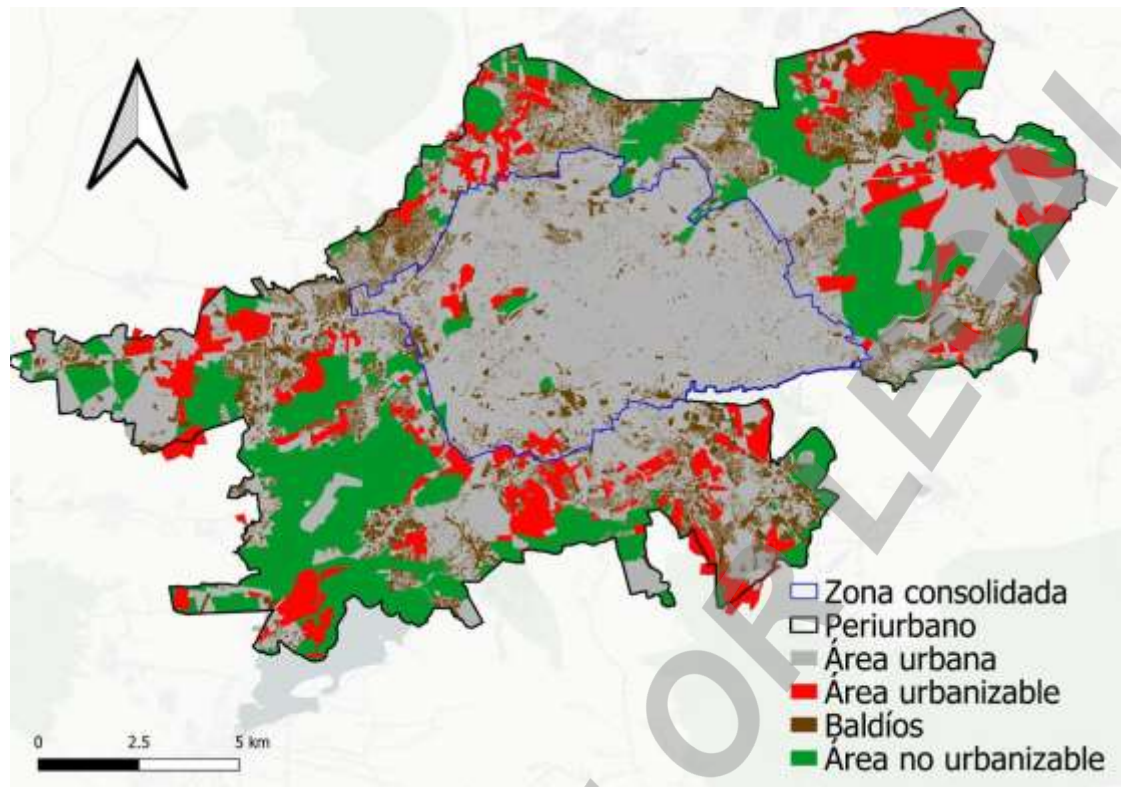 Zona consolidada
Periurbano
Área urbana
Área urbanizable
Baldíos
Área no urbanizable
0 2.5 5 km